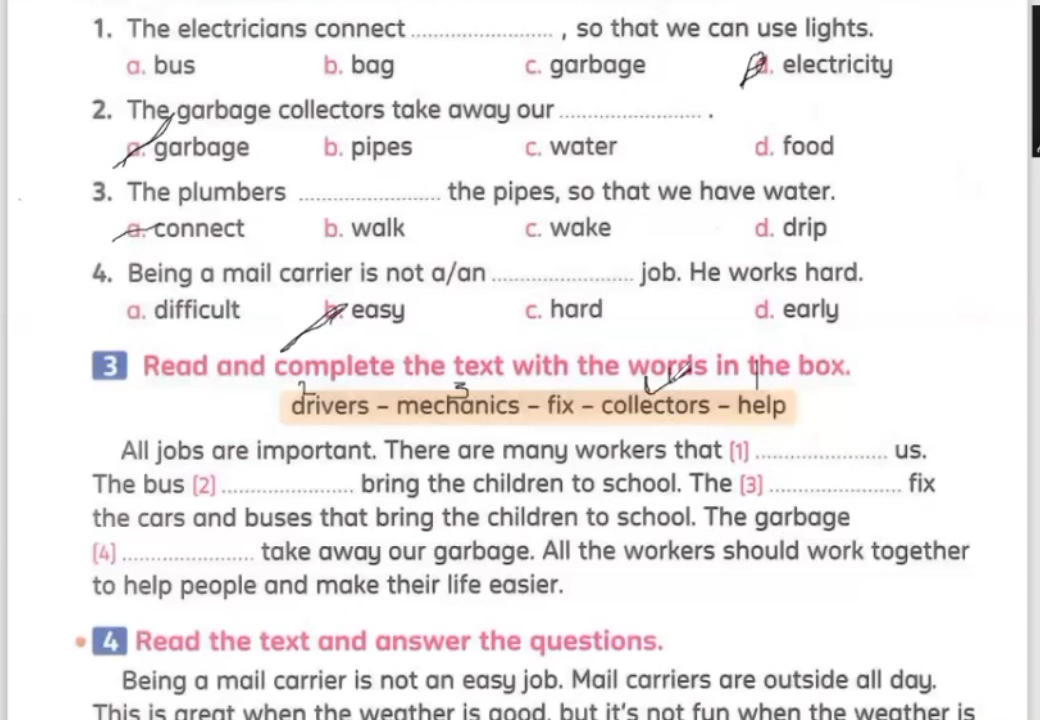 1. The electricians connect ........................ , so that we can use lights.
a. bus b. bag c. garbage d. electricity
2. The garbage collectors take away our ........................ .
a. garbage b. pipes c. water d. food
3. The plumbers ........................ the pipes, so that we have water.
a. connect b. walk c. wake d. drip
4. Being a mail carrier is not a/an ........................ job. He works hard.
a. difficult b. easy c. hard d. early
3 Read and complete the text with the words in the box.
2 3 1
drivers – mechanics – fix – collectors – help
All jobs are important. There are many workers that (1) ........................ us.
The bus (2) ........................ bring the children to school. The (3) ........................ fix
the cars and buses that bring the children to school. The garbage
(4) ........................ take away our garbage. All the workers should work together
to help people and make their life easier.
4 Read the text and answer the questions.
Being a mail carrier is not an easy job. Mail carriers are outside all day.
This is great when the weather is good, but it's not fun when the weather is